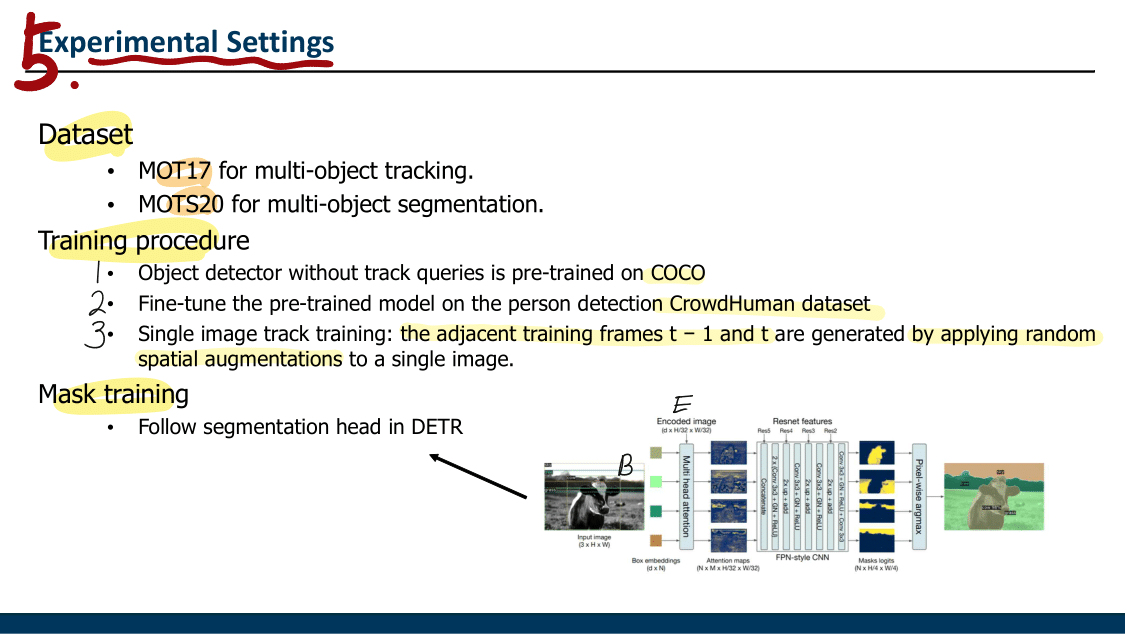 5.
Experimental Settings
Dataset
• MOT17 for multi-object tracking.
• MOTS20 for multi-object segmentation.
Training procedure
1 • Object detector without track queries is pre-trained on COCO
2 • Fine-tune the pre-trained model on the person detection CrowdHuman dataset
3 • Single image track training: the adjacent training frames t − 1 and t are generated by applying random
spatial augmentations to a single image.
Mask training
• Follow segmentation head in DETR
E
Encoded image
(d x H/32 x W/32)
Resnet features
Res5 Res4 Res3 Res2
B
Input image
(3 x H x W)
Box embeddings
(d x N)
Multi head attention
Attention maps
(N x M x H/32 x W/32)
Concatenate
2 x (Conv 3x3 + GN + ReLU)
2x up + add
Conv 3x3 + GN + ReLU
2x up + add
Conv 3x3 + GN + ReLU
2x up + add
Conv 3x3 + GN + ReLU + Conv 3x3
FPN-style CNN
Masks logits
(N x H/4 x W/4)
Pixel-wise argmax